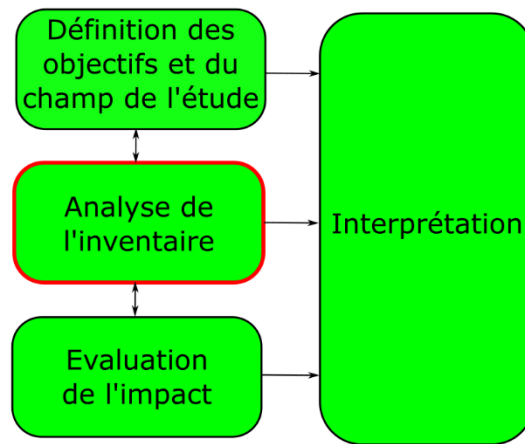 Définition des
objectifs et du
champ de l'étude
Analyse de
l'inventaire
Evaluation
de l'impact
Interprétation